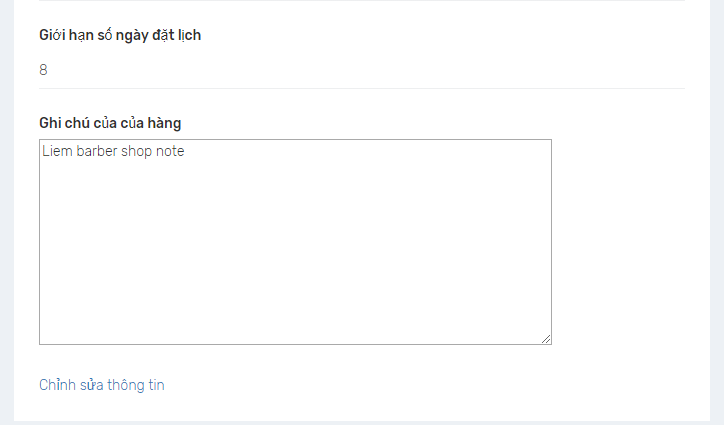 Giới hạn số ngày đặt lịch
8
Ghi chú của của hàng
Liem barber shop note
Chỉnh sửa thông tin